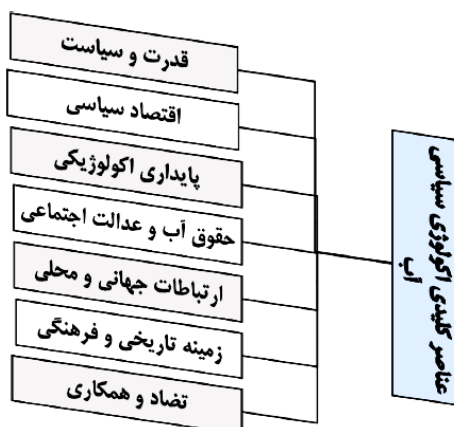 عناصر کلیدی اکولوژی سیاسی
آب
قدرت و سیاست
اقتصاد سیاسی
پایداری اکولوژیکی
حقوق آب و عدالت اجتماعی
ارتباطات جهانی و محلی
زمینه تاریخی و فرهنگی
تضاد و همکاری